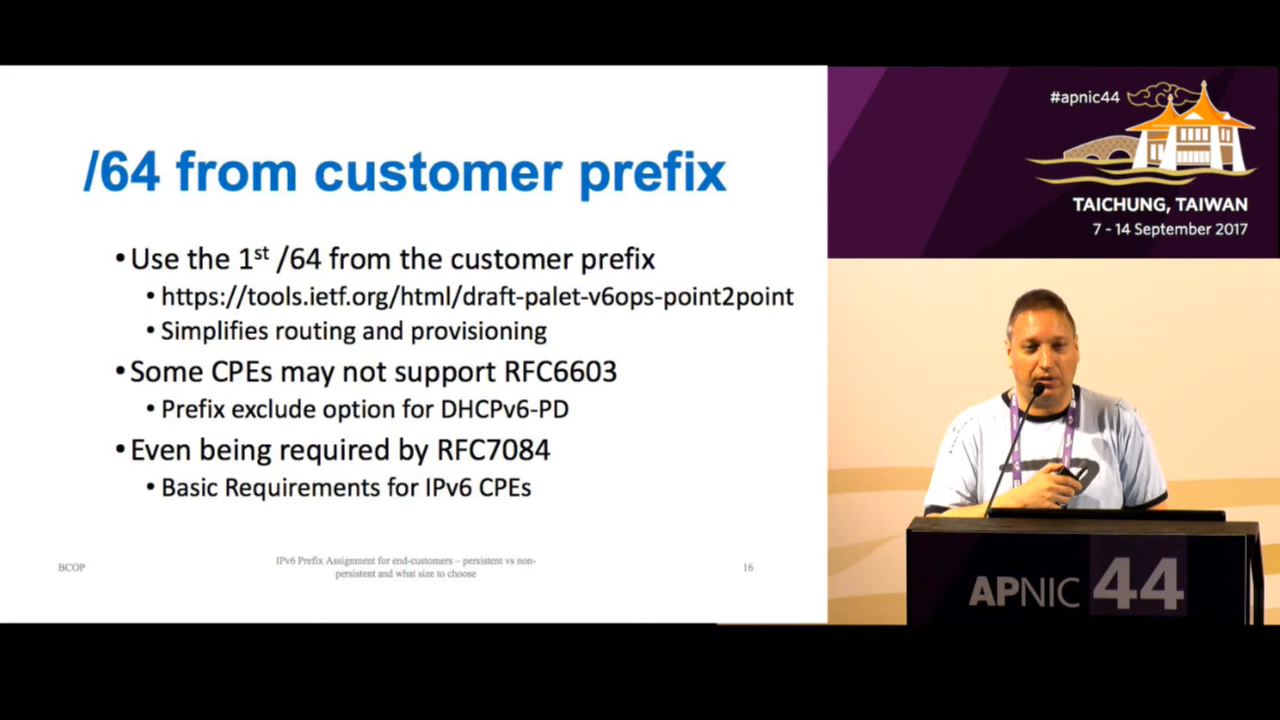 /64 from customer prefix
• Use the 1st /64 from the customer prefix
• https://tools.ietf.org/html/draft-palet-v6ops-point2point
• Simplifies routing and provisioning
• Some CPEs may not support RFC6603
• Prefix exclude option for DHCPv6-PD
• Even being required by RFC7084
• Basic Requirements for IPv6 CPEs
BCOP
IPv6 Prefix Assignment for end-customers – persistent vs non-
persistent and what size to choose
16
#apnic44
TAICHUNG, TAIWAN
7 - 14 September 2017
APNIC 44